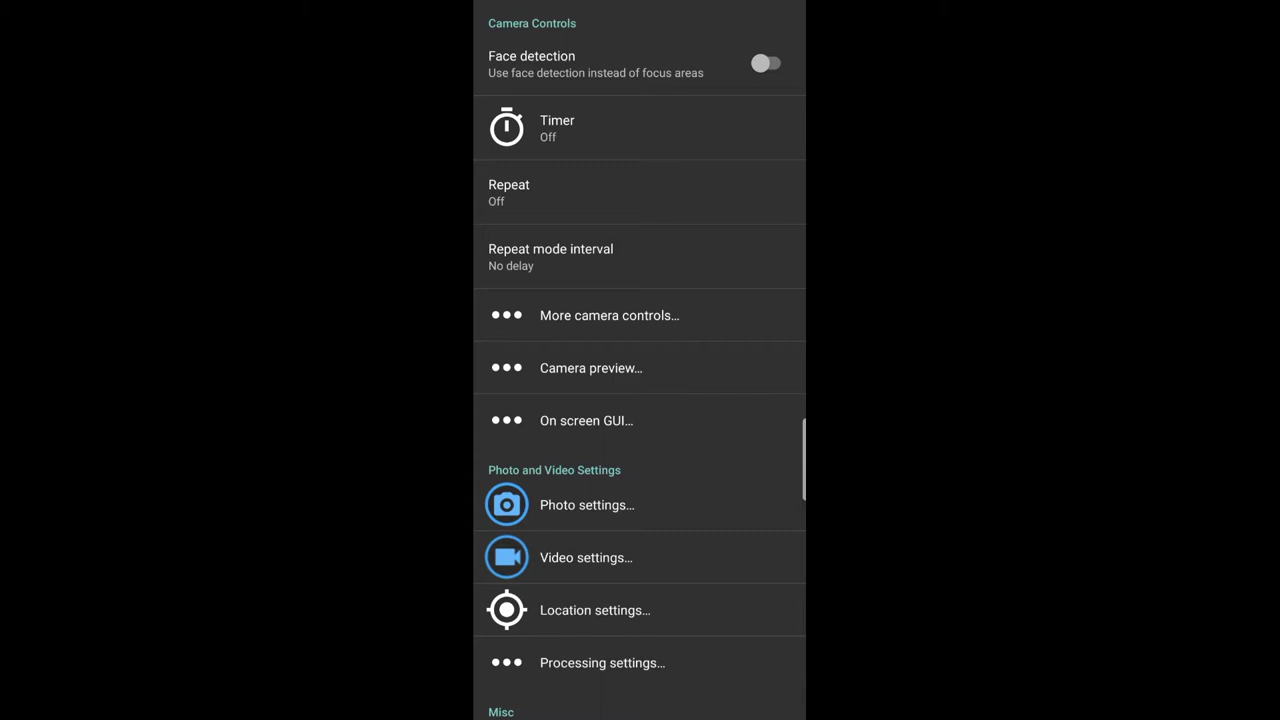 Camera Controls
Face detection
Use face detection instead of focus areas
Timer
Off
Repeat
Off
Repeat mode interval
No delay
More camera controls…
Camera preview…
On screen GUI…
Photo and Video Settings
Photo settings…
Video settings…
Location settings…
Processing settings…
Misc